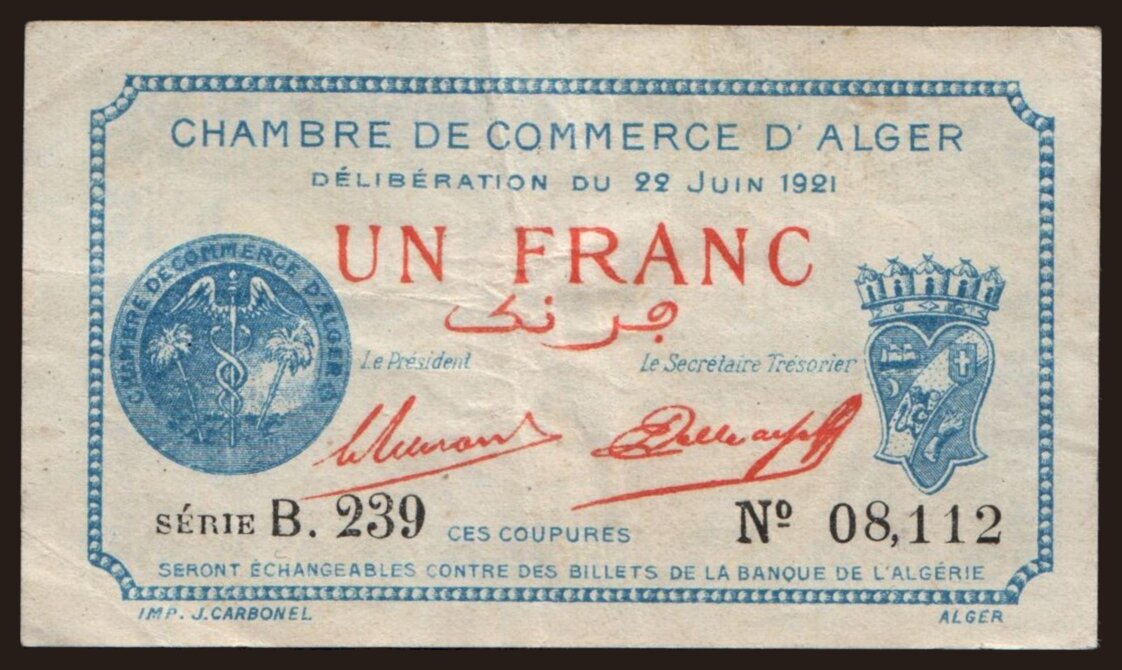 CHAMBRE DE COMMERCE D'ALGER
DÉLIBÉRATION DU 22 JUIN 1921
UN FRANC
فرنك
CHAMBRE DE COMMERCE D'ALGER
Le Président
Le Secrétaire Trésorier
SÉRIE B. 239
Nº 08,112
CES COUPURES
SERONT ÉCHANGEABLES CONTRE DES BILLETS DE LA BANQUE DE L'ALGÉRIE
IMP. J. CARBONEL
ALGER